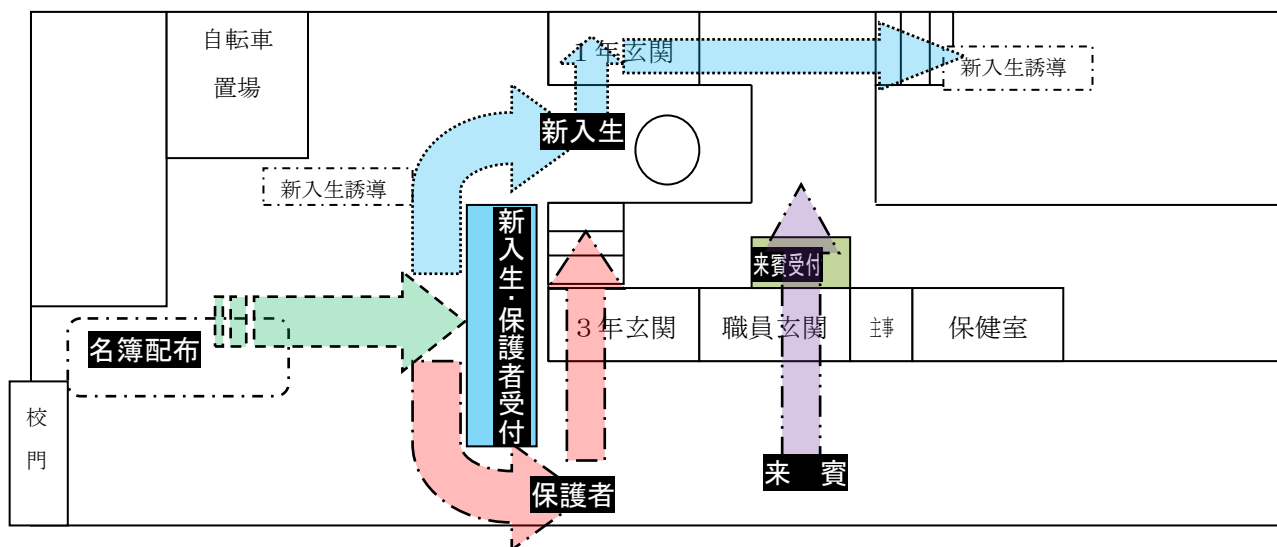 自転車
置場
１年玄関
新入生誘導
新入生
新入生誘導
新入生・保護者受付
来賓受付
名簿配布
３年玄関
職員玄関
主事
保健室
校門
保護者
来　賓